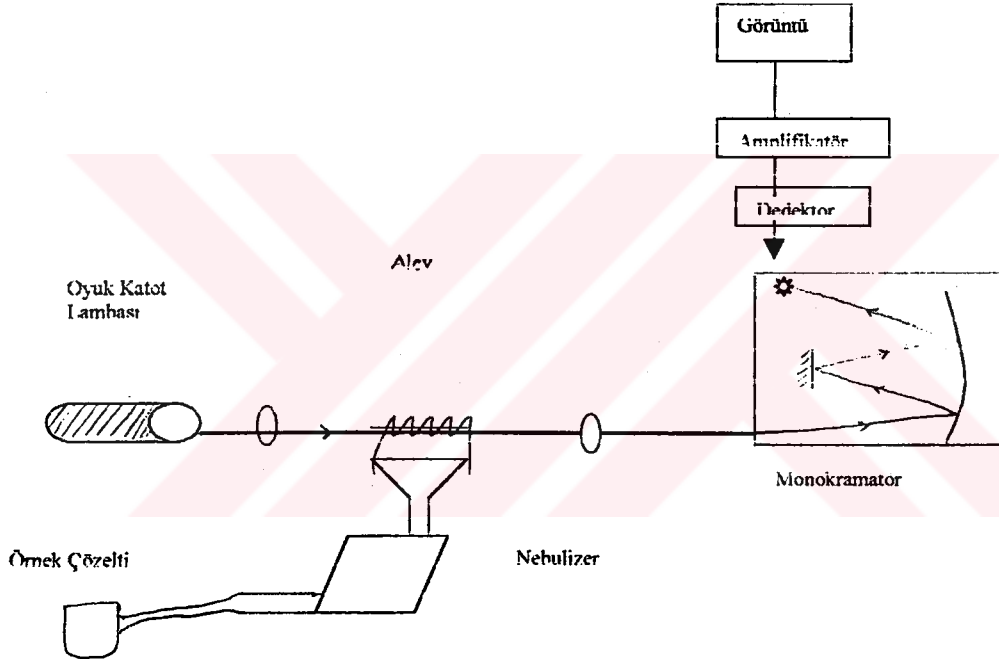 Görüntü
Amplifikatör
Dedektor
Alev
Oyuk Katot
Lambası
Monokramator
Örnek Çözelti
Nebulizer